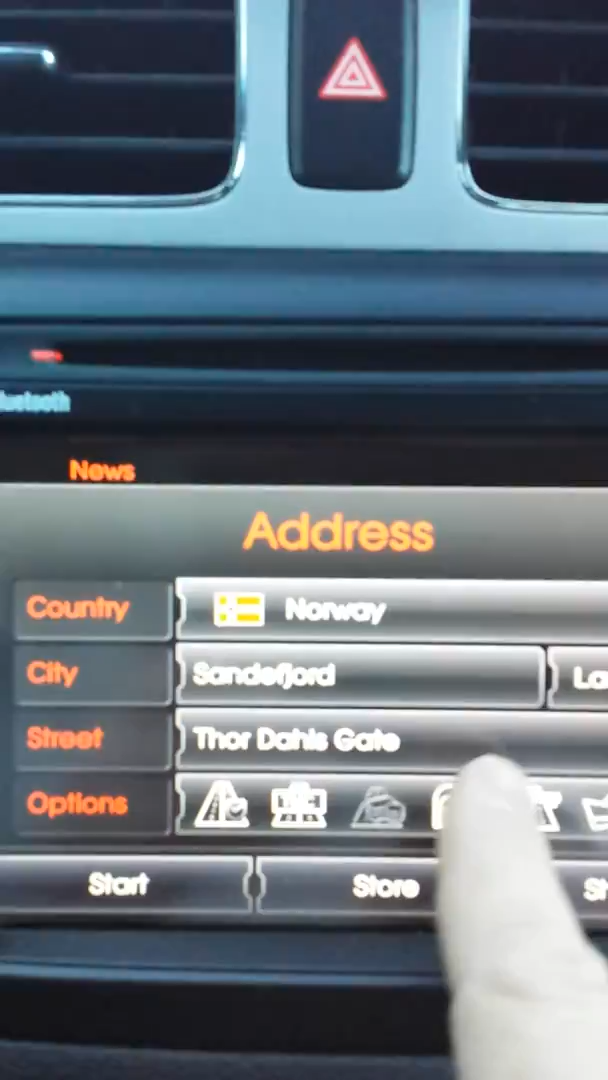 News
Address
Country Norway
City Sandefjord
Street Thor Dahls Gate
Options
Start Store